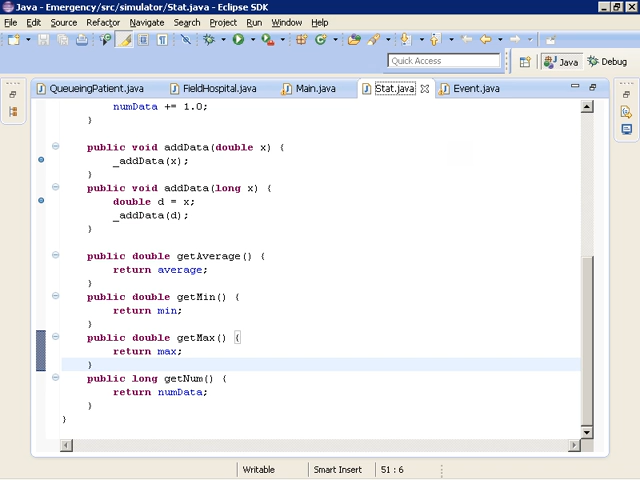 Java - Emergency/src/simulator/Stat.java - Eclipse SDK
File Edit Source Refactor Navigate Search Project Run Window Help
Quick Access
Java
Debug
QueueingPatient.java FieldHospital.java Main.java Stat.java Event.java
numData += 1.0;
}
public void addData(double x) {
_addData(x);
}
public void addData(long x) {
double d = x;
_addData(d);
}
public double getAverage() {
return average;
}
public double getMin() {
return min;
}
public double getMax() {
return max;
}
public long getNum() {
return numData;
}
}
Writable Smart Insert 51 : 6